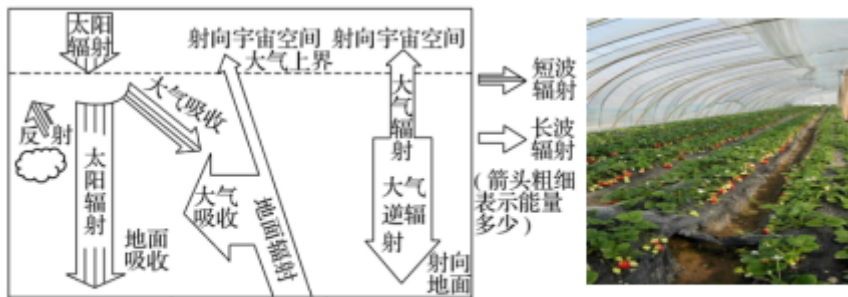 太阳
辐射
射向宇宙空间
大气上界
射向宇宙空间
大气吸收
反射
太阳
辐射
地面
吸收
大气
吸收
地面辐射
大气
辐射
大气
逆辐
射
射向
地面
短波
辐射
长波
辐射
(箭头粗细
表示能量
多少)